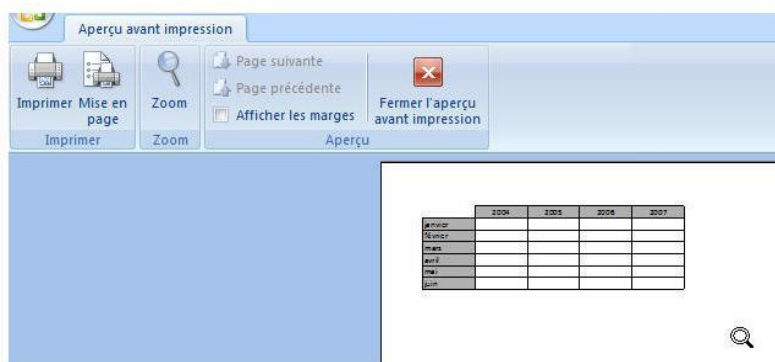 Aperçu avant impression
Page suivante
Page précédente
Imprimer Mise en page
Zoom
Afficher les marges
Fermer l'aperçu avant impression
Imprimer
Zoom
Aperçu
2004 2005 2006 2007
janvier
février
mars
avril
mai
juin